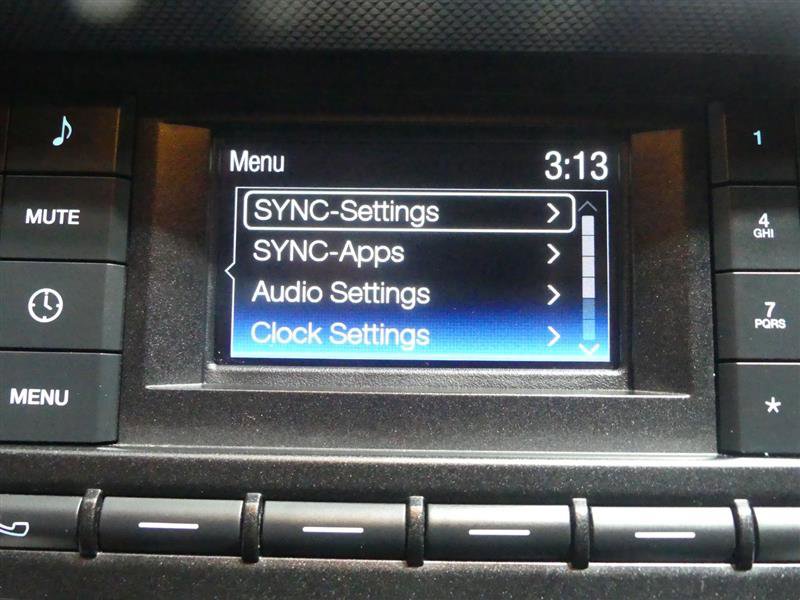 Menu 3:13
SYNC-Settings
SYNC-Apps
Audio Settings
Clock Settings
MUTE
MENU
1
4
GHI
7
PQRS
*